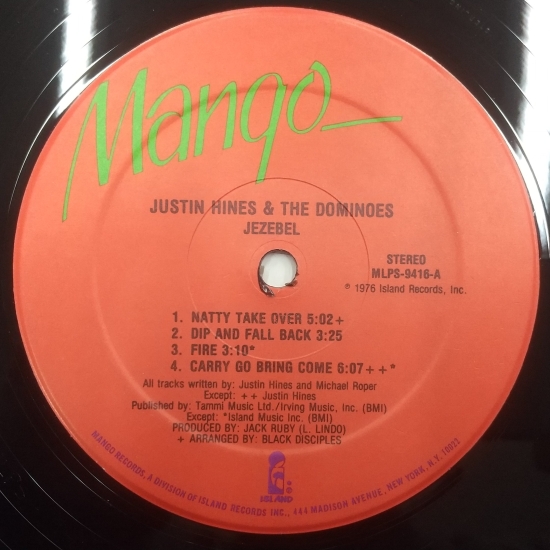 Mango
JUSTIN HINES & THE DOMINOES
JEZEBEL
STEREO
MLPS-9416-A
℗ 1976 Island Records, Inc.
1. NATTY TAKE OVER 5:02+
2. DIP AND FALL BACK 3:25
3. FIRE 3:10*
4. CARRY GO BRING COME 6:07++*
All tracks written by: Justin Hines and Michael Roper
Except: ++ Justin Hines
Published by: Tammi Music Ltd./Irving Music, Inc. (BMI)
Except: *Island Music Inc. (BMI)
PRODUCED BY: JACK RUBY (L. LINDO)
+ ARRANGED BY: BLACK DISCIPLES
ISLAND
MANGO RECORDS, A DIVISION OF ISLAND RECORDS INC., 444 MADISON AVENUE, NEW YORK, N.Y. 10022